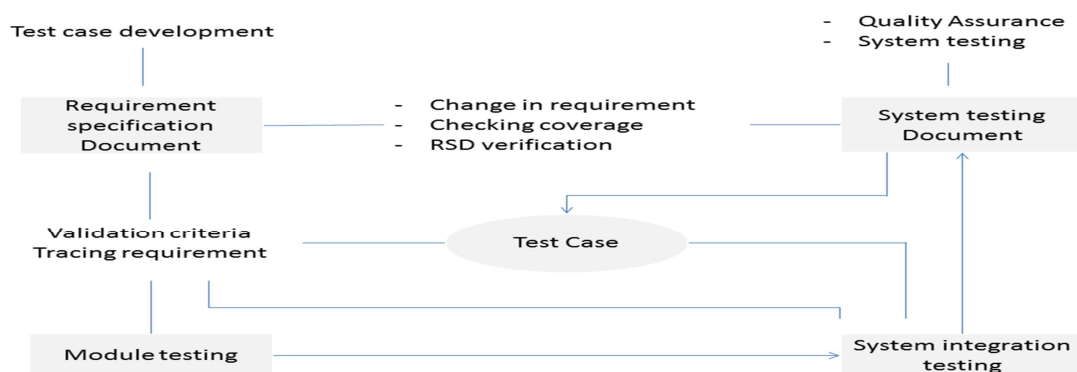 Test case development
- Quality Assurance
- System testing
Requirement
specification
Document
- Change in requirement
- Checking coverage
- RSD verification
System testing
Document
Validation criteria
Tracing requirement
Test Case
Module testing
System integration
testing